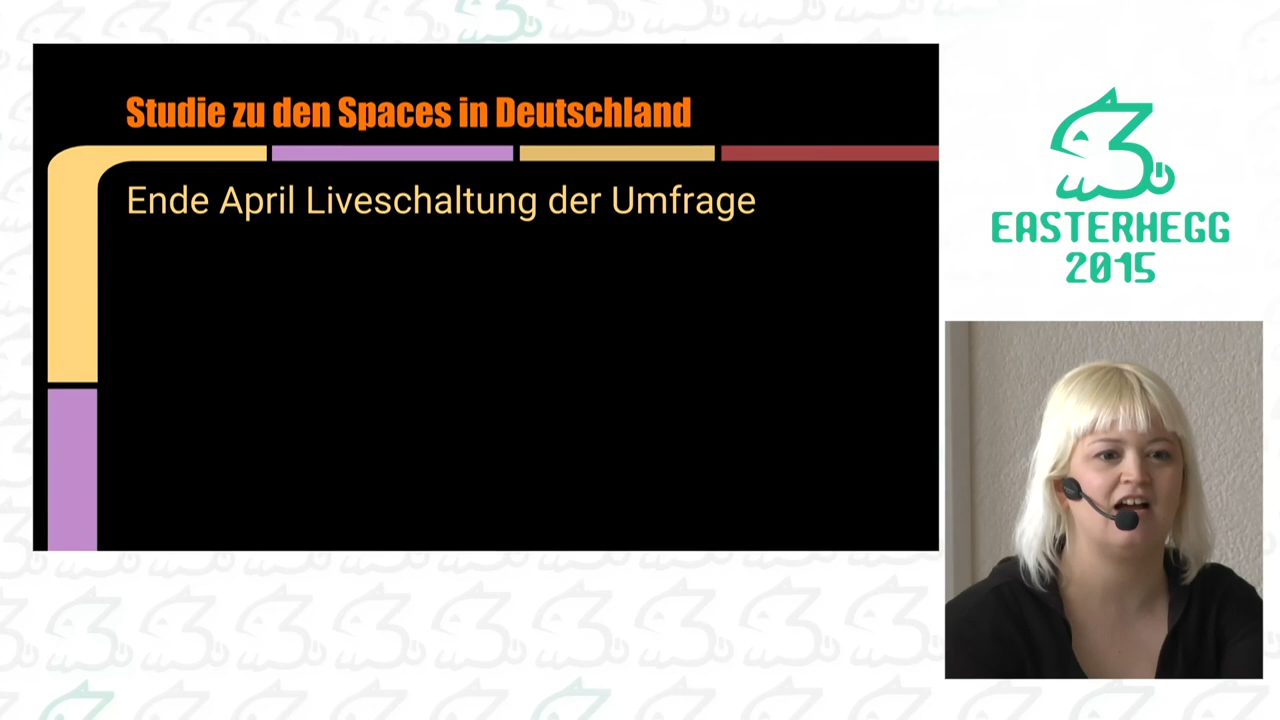 Studie zu den Spaces in Deutschland
Ende April Liveschaltung der Umfrage
EASTERHEGG
2015